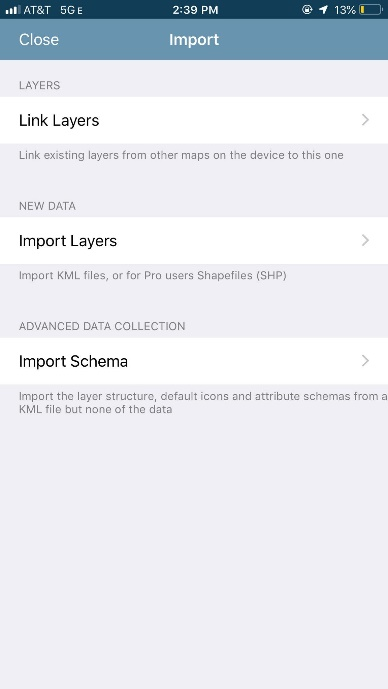 AT&T 5G E 2:39 PM 13%
Close Import
LAYERS
Link Layers
Link existing layers from other maps on the device to this one
NEW DATA
Import Layers
Import KML files, or for Pro users Shapefiles (SHP)
ADVANCED DATA COLLECTION
Import Schema
Import the layer structure, default icons and attribute schemas from a
KML file but none of the data